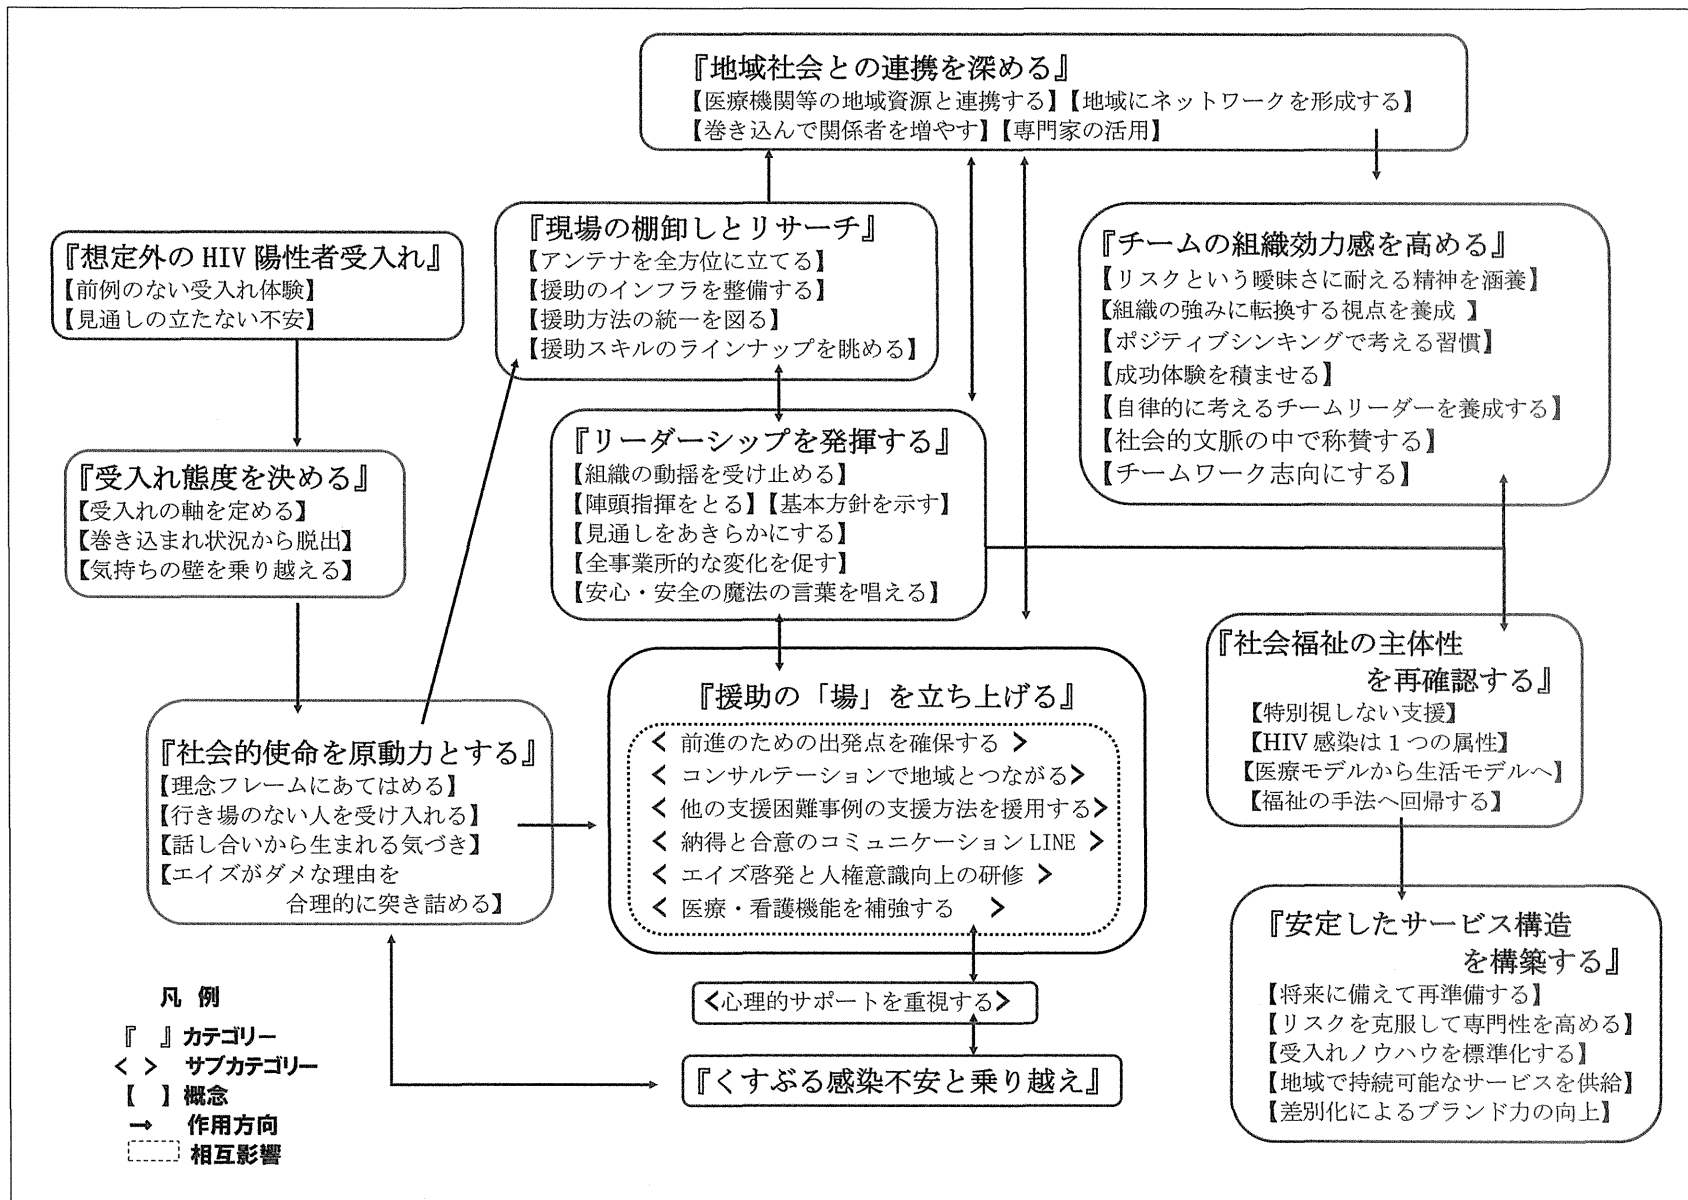 『地域社会との連携を深める』
【医療機関等の地域資源と連携する】【地域にネットワークを形成する】
【巻き込んで関係者を増やす】【専門家の活用】
『現場の棚卸しとリサーチ』
【アンテナを全方位に立てる】
【援助のインフラを整備する】
【援助方法の統一を図る】
【援助スキルのラインナップを眺める】
『想定外の HIV 陽性者受入れ』
【前例のない受入れ体験】
【見通しの立たない不安】
『チームの組織効力感を高める』
【リスクという曖昧さに耐える精神を涵養】
【組織の強みに転換する視点を養成 】
【ポジティブシンキングで考える習慣】
【成功体験を積ませる】
【自律的に考えるチームリーダーを養成する】
【社会的文脈の中で称賛する】
【チームワーク志向にする】
『リーダーシップを発揮する』
【組織の動揺を受け止める】
【陣頭指揮をとる】【基本方針を示す】
【見通しをあきらかにする】
【全事業所的な変化を促す】
【安心・安全の魔法の言葉を唱える】
『受入れ態度を決める』
【受入れの軸を定める】
【巻き込まれ状況から脱出】
【気持ちの壁を乗り越える】
『社会福祉の主体性
を再確認する』
【特別視しない支援】
【HIV 感染は１つの属性】
【医療モデルから生活モデルへ】
【福祉の手法へ回帰する】
『援助の「場」を立ち上げる』
< 前進のための出発点を確保する >
< コンサルテーションで地域とつながる>
< 他の支援困難事例の支援方法を援用する>
< 納得と合意のコミュニケーション LINE >
< エイズ啓発と人権意識向上の研修 >
< 医療・看護機能を補強する >
『社会的使命を原動力とする』
【理念フレームにあてはめる】
【行き場のない人を受け入れる】
【話し合いから生まれる気づき】
【エイズがダメな理由を
合理的に突き詰める】
『安定したサービス構造
を構築する』
【将来に備えて再準備する】
【リスクを克服して専門性を高める】
【受入れノウハウを標準化する】
【地域で持続可能なサービスを供給】
【差別化によるブランド力の向上】
<心理的サポートを重視する>
『くすぶる感染不安と乗り越え』
凡 例
『 』カテゴリー
< > サブカテゴリー
【 】概念
→ 作用方向
相互影響